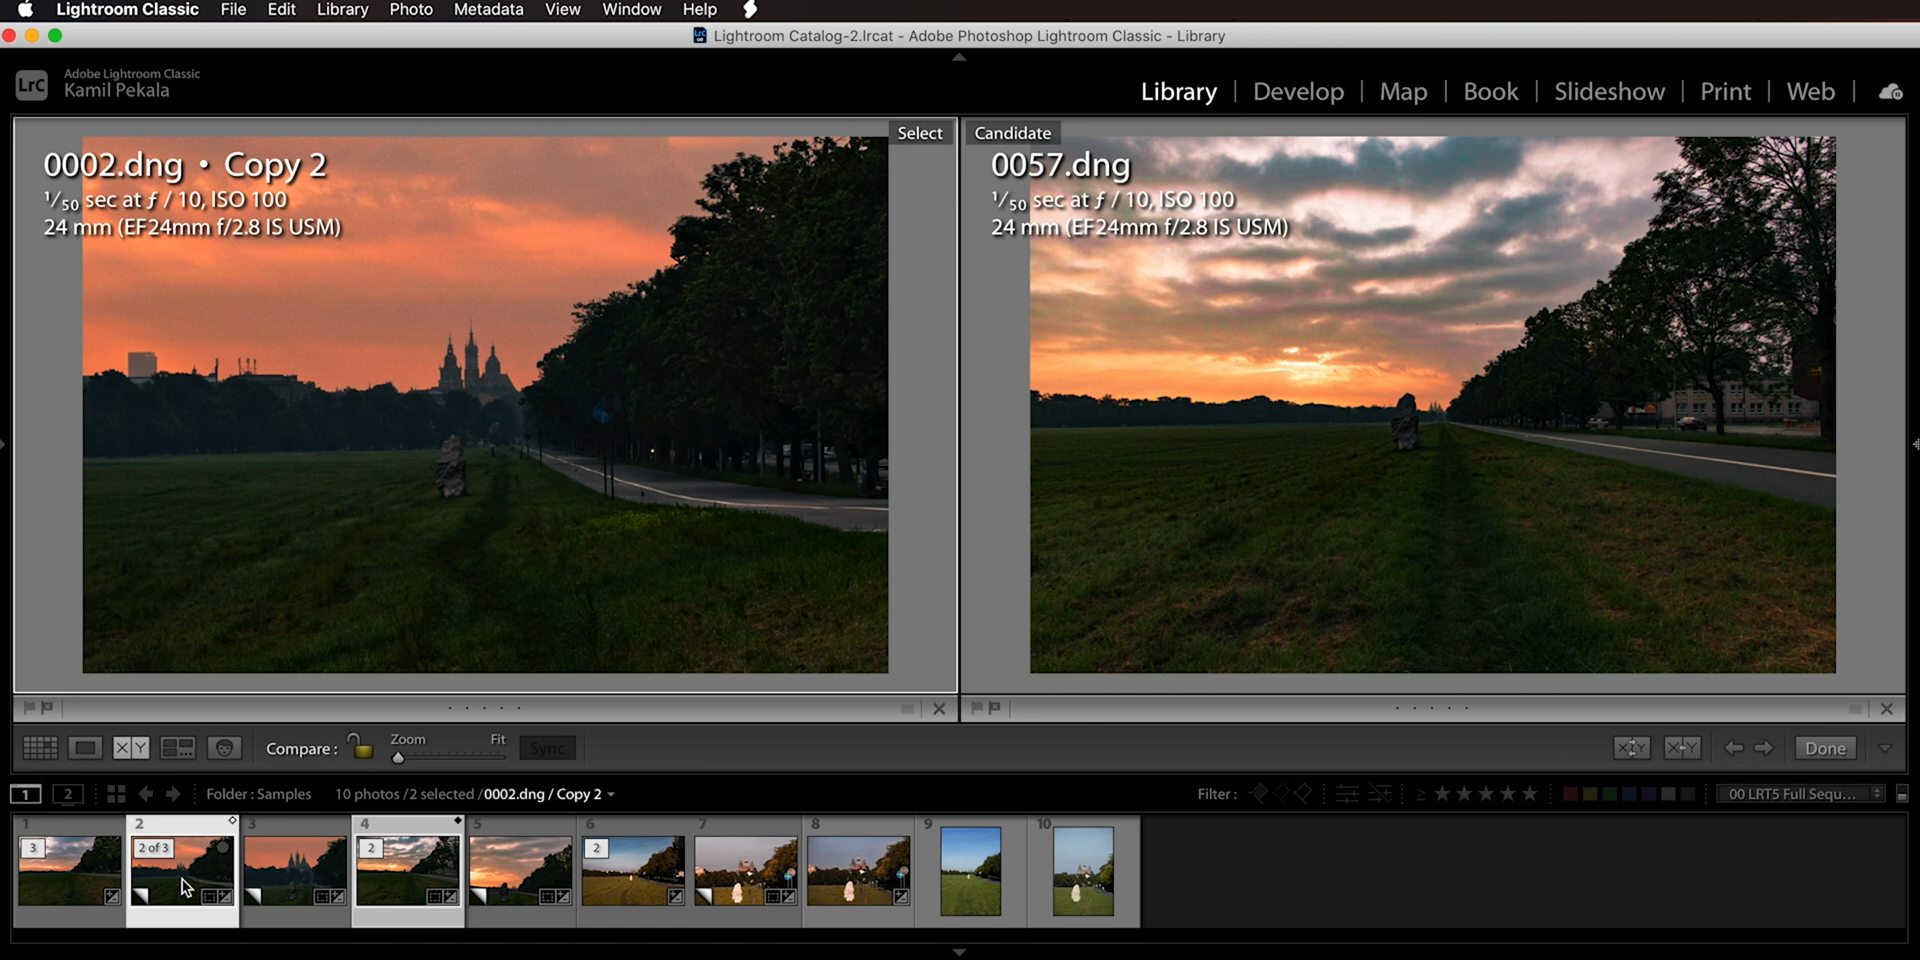 Lightroom Classic File Edit Library Photo Metadata View Window Help
Lightroom Catalog-2.lrcat - Adobe Photoshop Lightroom Classic - Library
LrC
Adobe Lightroom Classic
Kamil Pekala
Library | Develop | Map | Book | Slideshow | Print | Web |
Select
0002.dng • Copy 2
1/50 sec at ƒ / 10, ISO 100
24 mm (EF24mm f/2.8 IS USM)
Candidate
0057.dng
1/50 sec at ƒ / 10, ISO 100
24 mm (EF24mm f/2.8 IS USM)
X Y Compare : Zoom Fit Sync X Y X Y Done
1 2 Folder : Samples 10 photos / 2 selected / 0002.dng / Copy 2 Filter : ≥ 00 LRT5 Full Sequ...
1 2 3 4 5 6 7 8 9 10
3 2 of 3 2 2